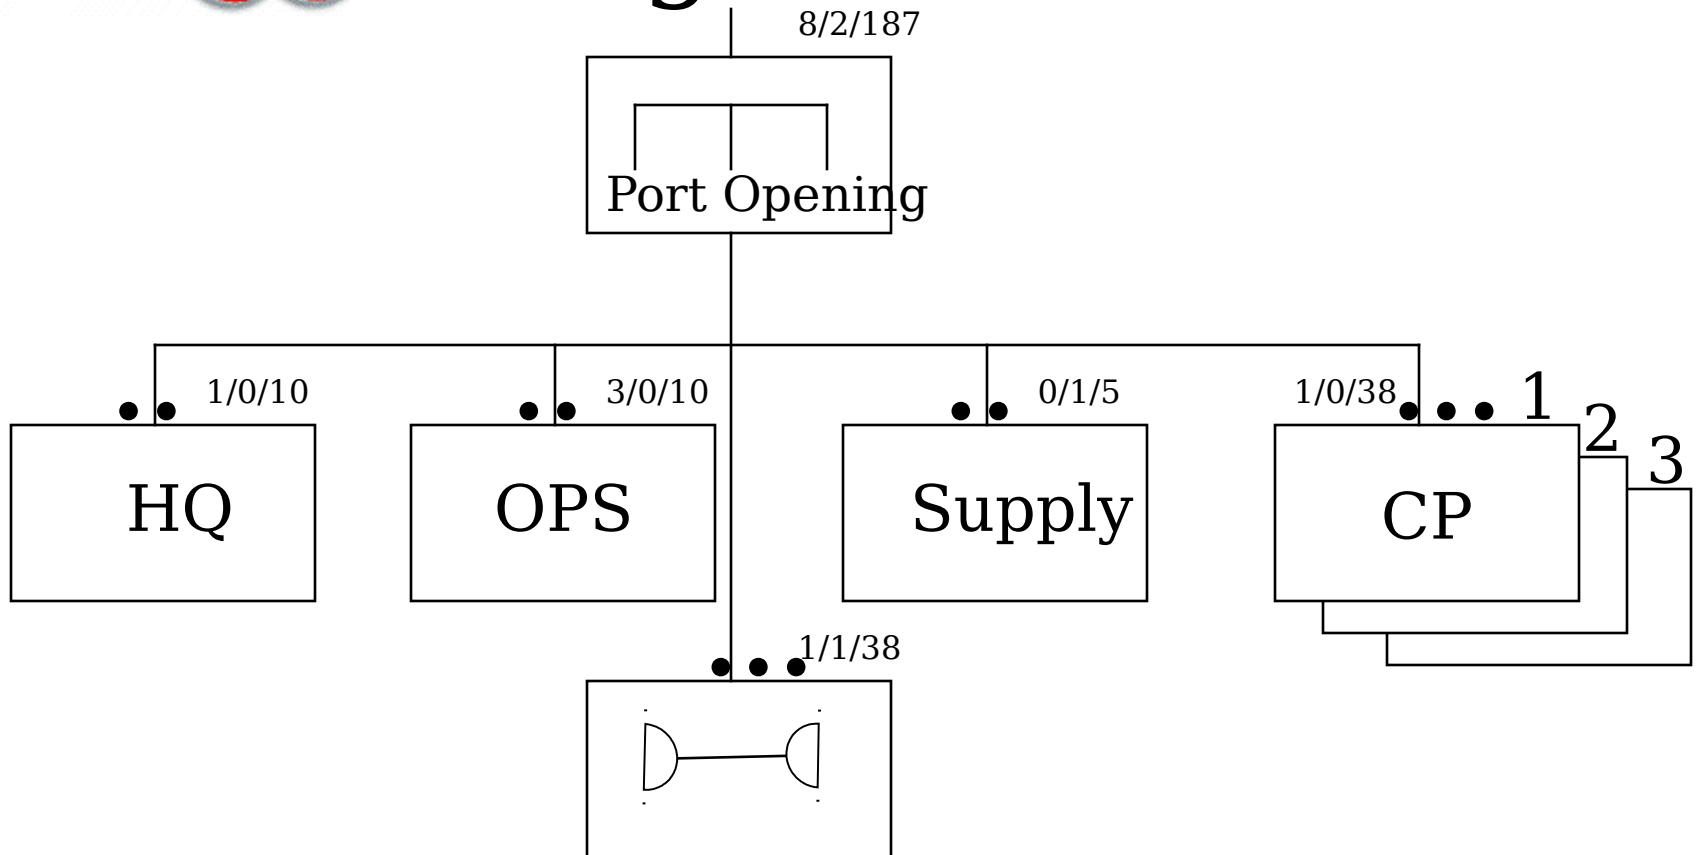 8/2/187
Port Opening
1/0/10
3/0/10
0/1/5
1/0/38
1
2
3
HQ
OPS
Supply
CP
1/1/38